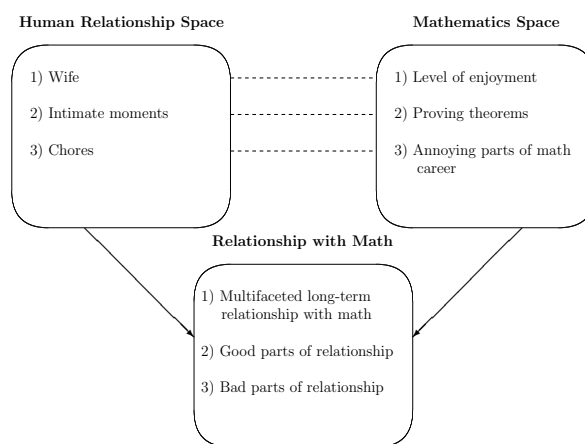 Human Relationship Space
Mathematics Space
1) Wife
2) Intimate moments
3) Chores
1) Level of enjoyment
2) Proving theorems
3) Annoying parts of math
career
Relationship with Math
1) Multifaceted long-term
relationship with math
2) Good parts of relationship
3) Bad parts of relationship